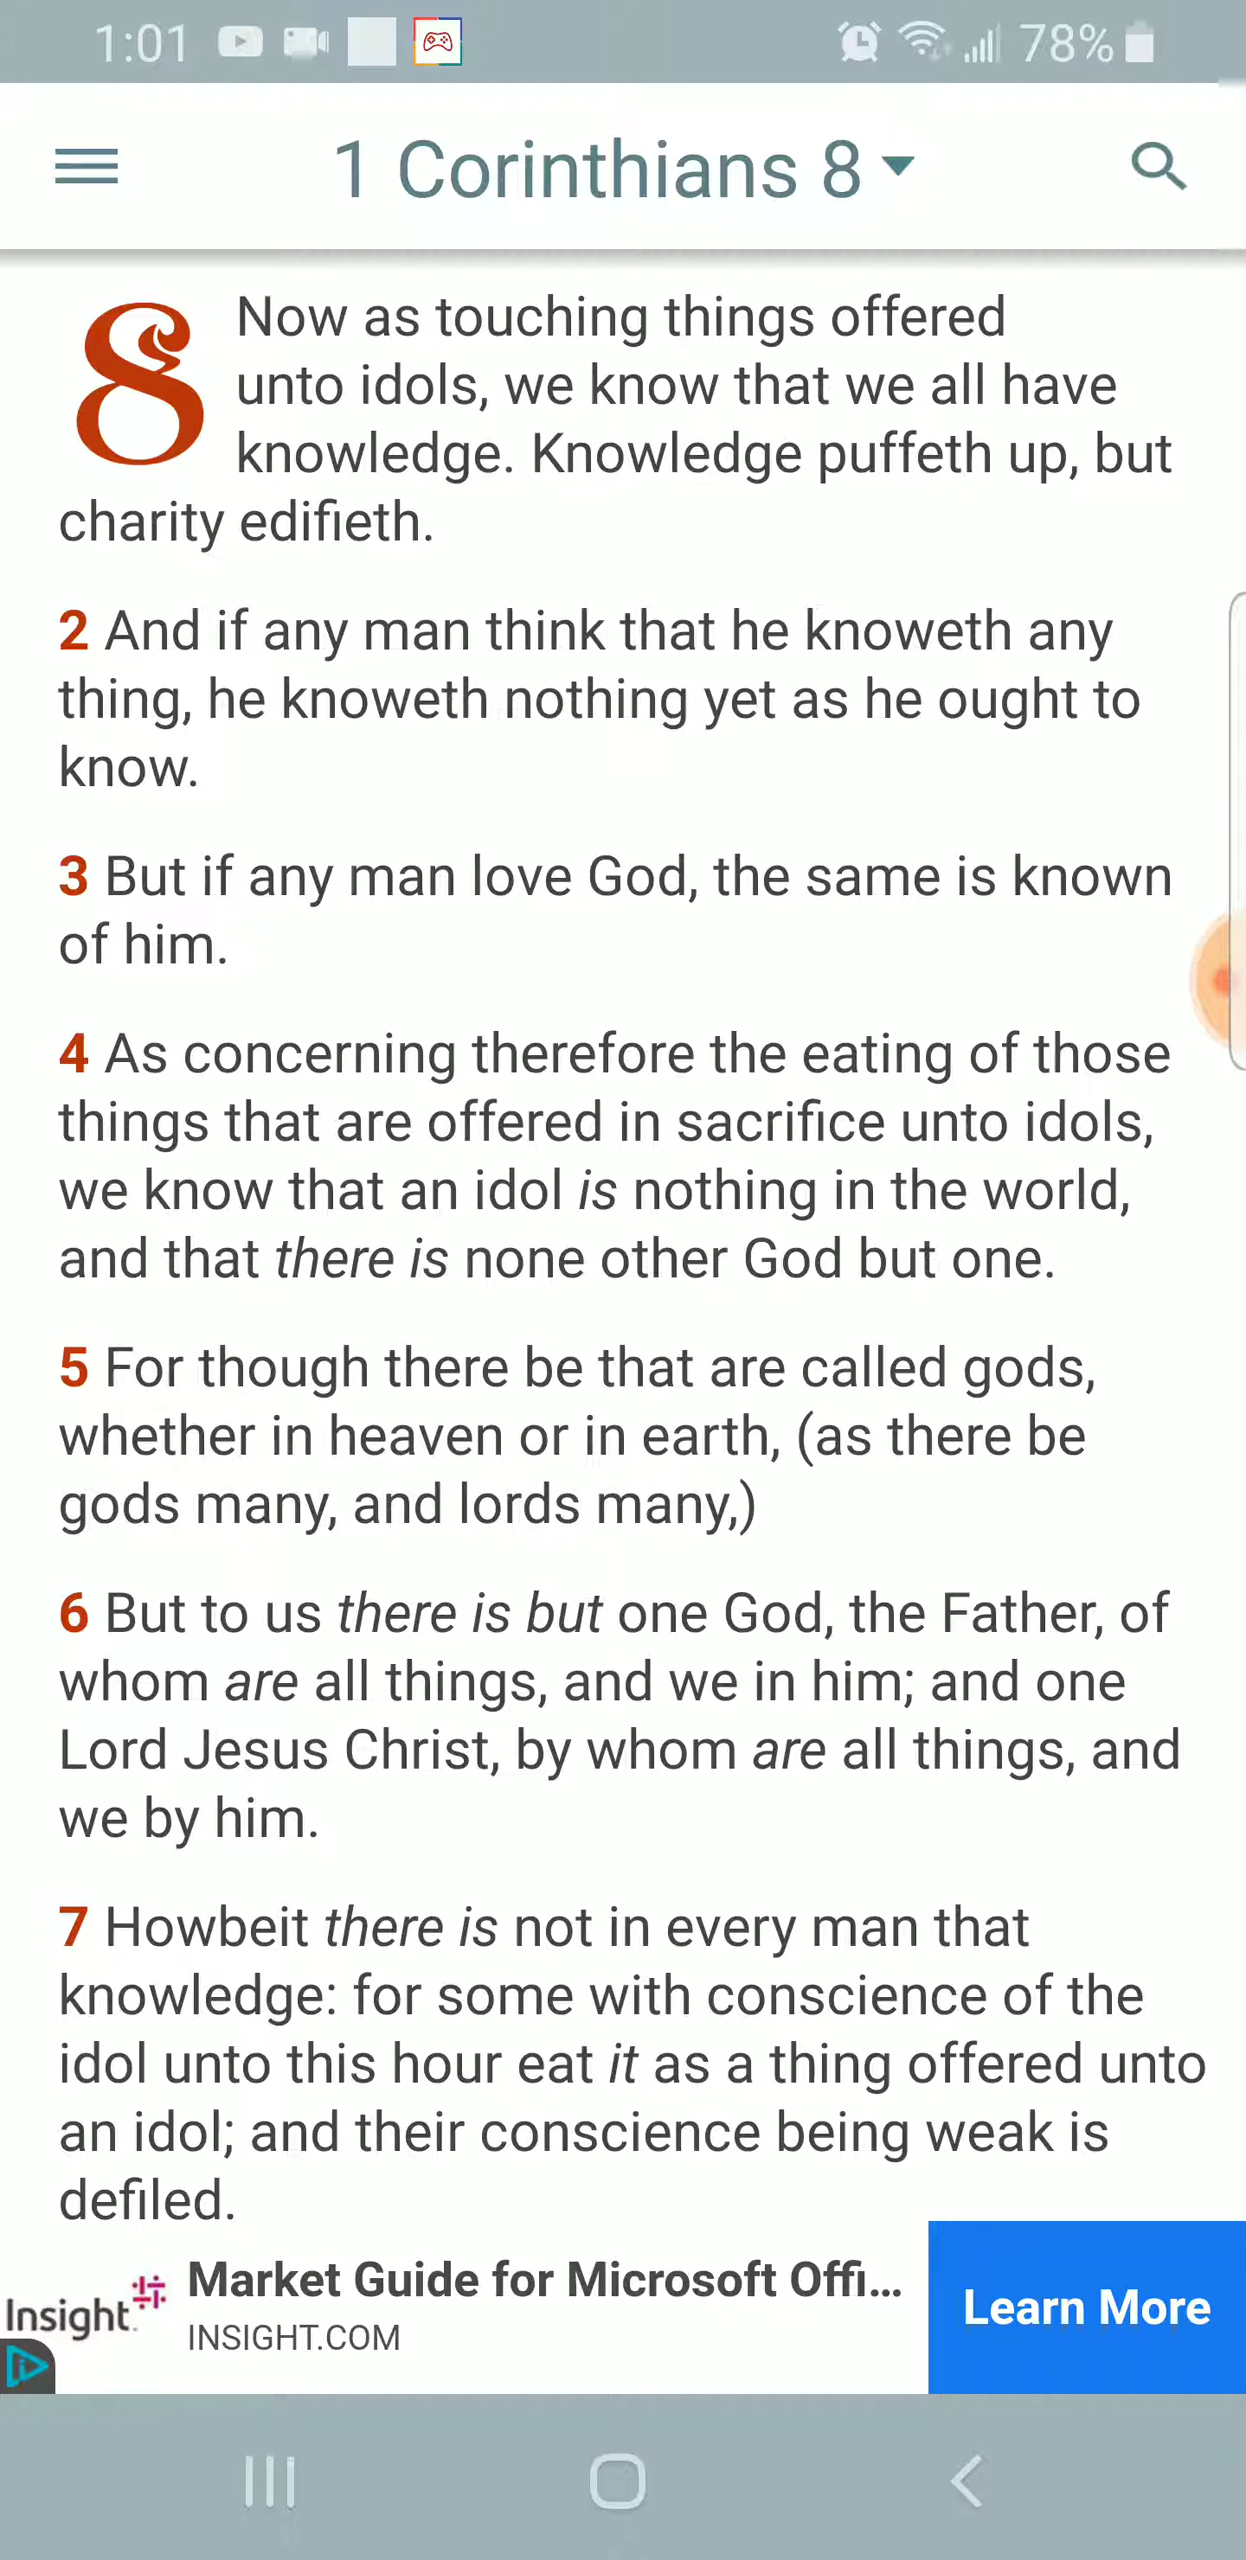 1:01
78%
1 Corinthians 8
8 Now as touching things offered
unto idols, we know that we all have
knowledge. Knowledge puffeth up, but
charity edifieth.
2 And if any man think that he knoweth any
thing, he knoweth nothing yet as he ought to
know.
3 But if any man love God, the same is known
of him.
4 As concerning therefore the eating of those
things that are offered in sacrifice unto idols,
we know that an idol is nothing in the world,
and that there is none other God but one.
5 For though there be that are called gods,
whether in heaven or in earth, (as there be
gods many, and lords many,)
6 But to us there is but one God, the Father, of
whom are all things, and we in him; and one
Lord Jesus Christ, by whom are all things, and
we by him.
7 Howbeit there is not in every man that
knowledge: for some with conscience of the
idol unto this hour eat it as a thing offered unto
an idol; and their conscience being weak is
defiled.
Insight.
Market Guide for Microsoft Offi...
INSIGHT.COM
Learn More